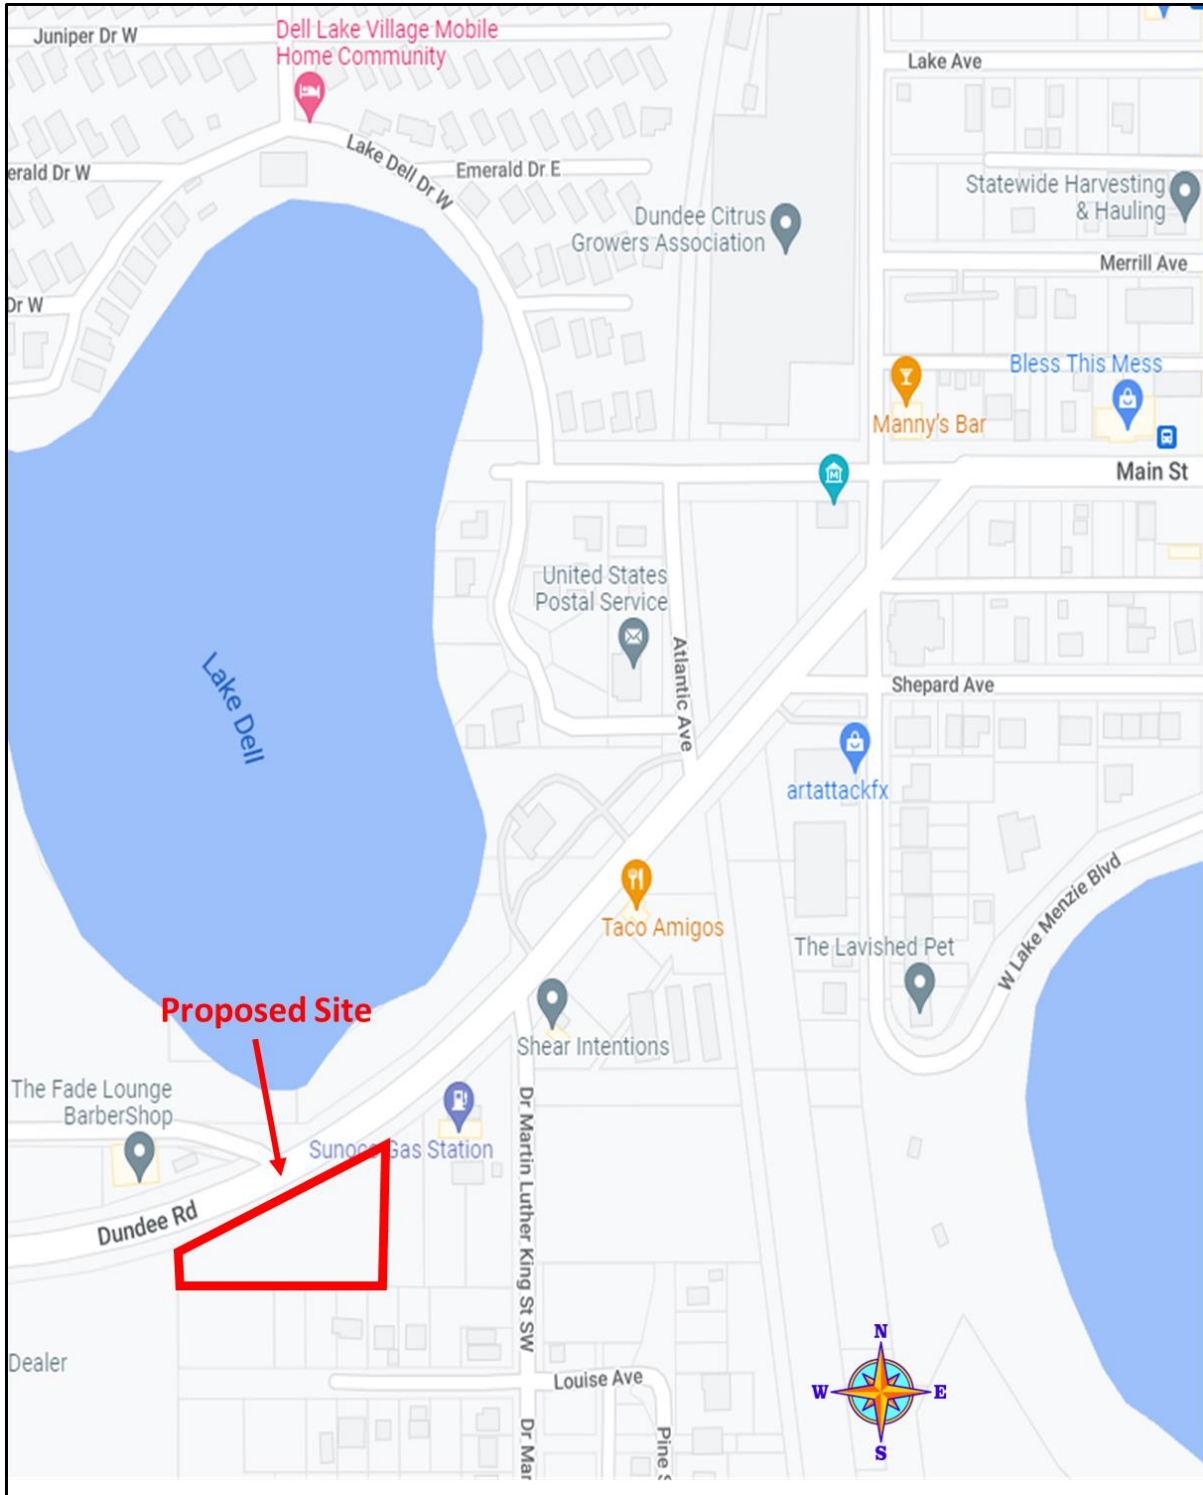 Juniper Dr W
Dell Lake Village Mobile
Home Community
Lake Ave
erald Dr W
Lake Dell Dr W
Emerald Dr E
Statewide Harvesting
& Hauling
Dundee Citrus
Growers Association
Merrill Ave
Dr W
Bless This Mess
Manny's Bar
Main St
United States
Postal Service
Atlantic Ave
Lake Dell
Shepard Ave
artattackfx
W Lake Menzie Blvd
Taco Amigos
The Lavished Pet
Proposed Site
Shear Intentions
The Fade Lounge
BarberShop
Sunoco Gas Station
Dr Martin Luther King St SW
Dundee Rd
N
W
E
S
Dealer
Louise Ave
Dr Mar
Pine S